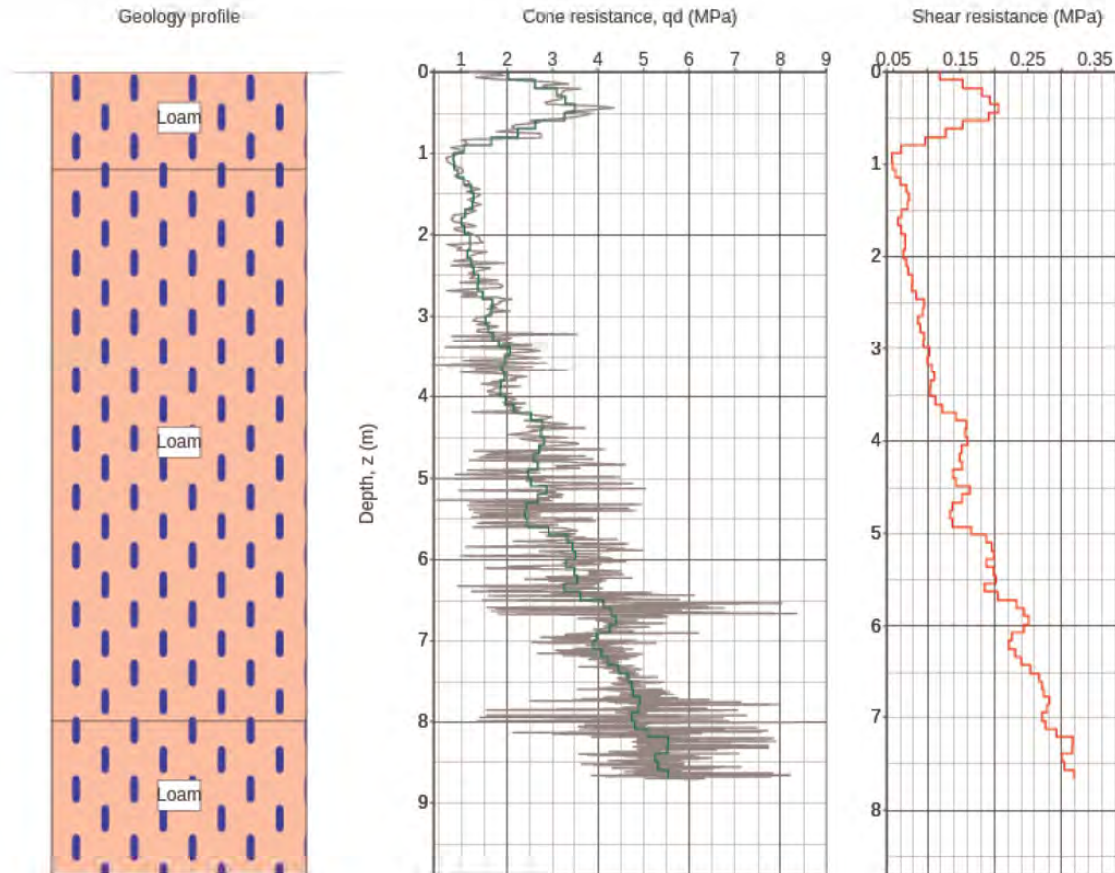 Geology profile
Loam
Loam
Loam
Cone resistance, qd (MPa)
1 2 3 4 5 6 7 8 9
Depth, z (m)
0
1
2
3
4
5
6
7
8
9
Shear resistance (MPa)
0.05 0.15 0.25 0.35
0
1
2
3
4
5
6
7
8